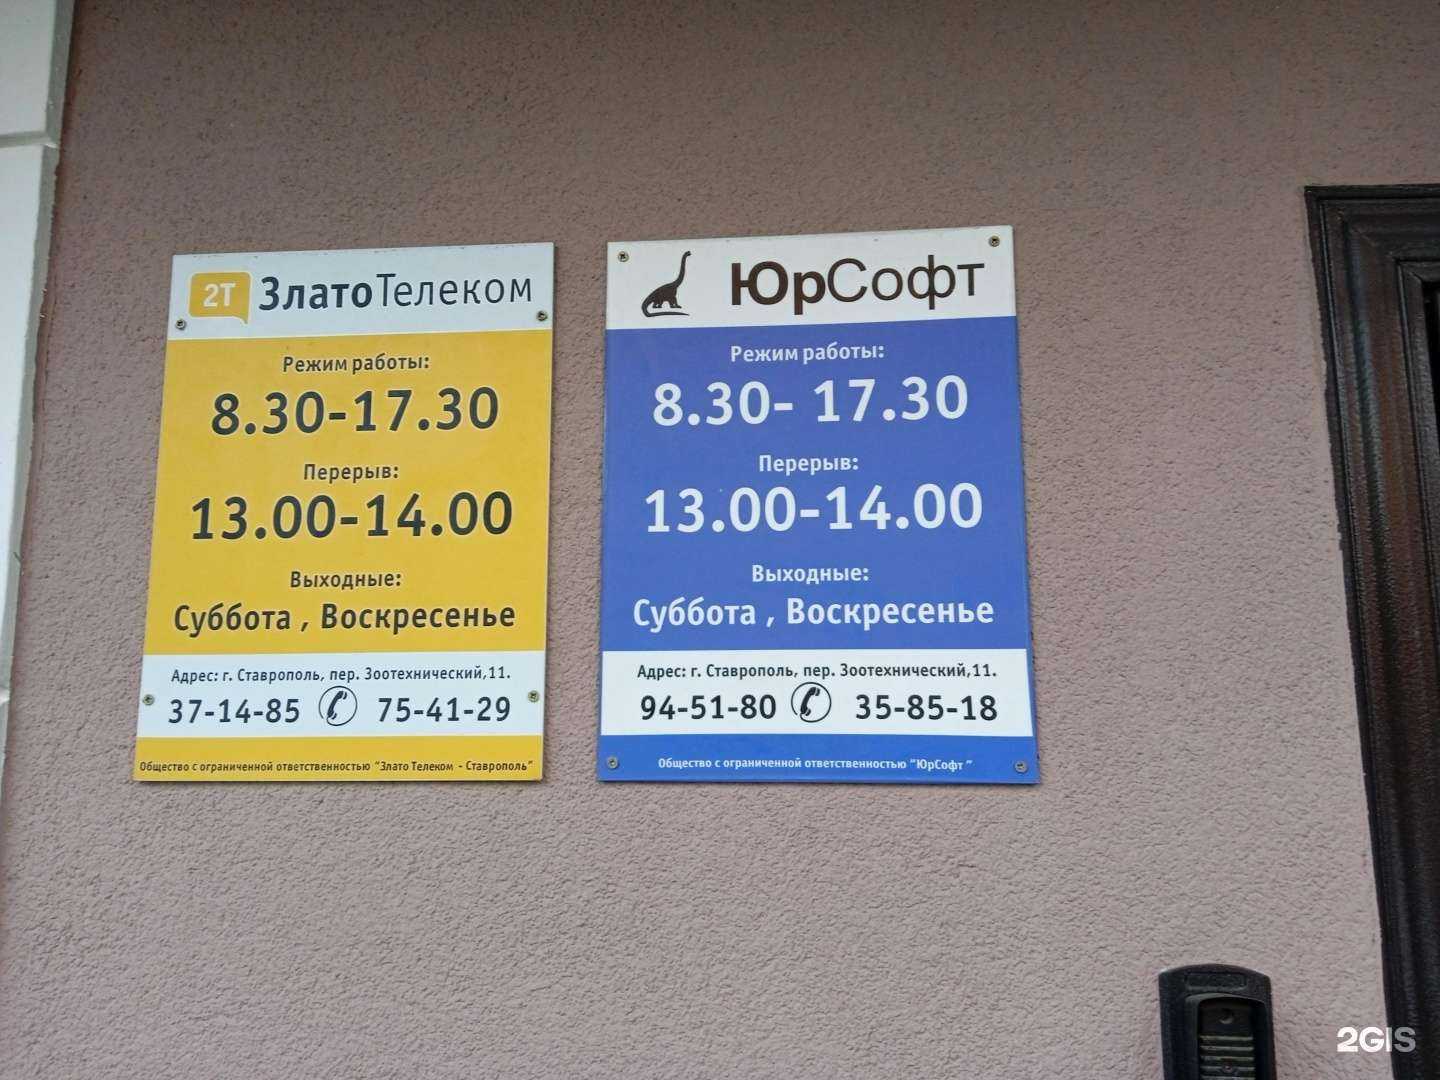 2Т ЗлатоТелеком
Режим работы:
8.30-17.30
Перерыв:
13.00-14.00
Выходные:
Суббота , Воскресенье
Адрес: г. Ставрополь, пер. Зоотехнический,11.
37-14-85 75-41-29
Общество с ограниченной ответственностью "Злато Телеком - Ставрополь"
ЮрСофт
Режим работы:
8.30- 17.30
Перерыв:
13.00-14.00
Выходные:
Суббота , Воскресенье
Адрес: г. Ставрополь, пер. Зоотехнический,11.
94-51-80 35-85-18
Общество с ограниченной ответственностью "ЮрСофт "
2GIS